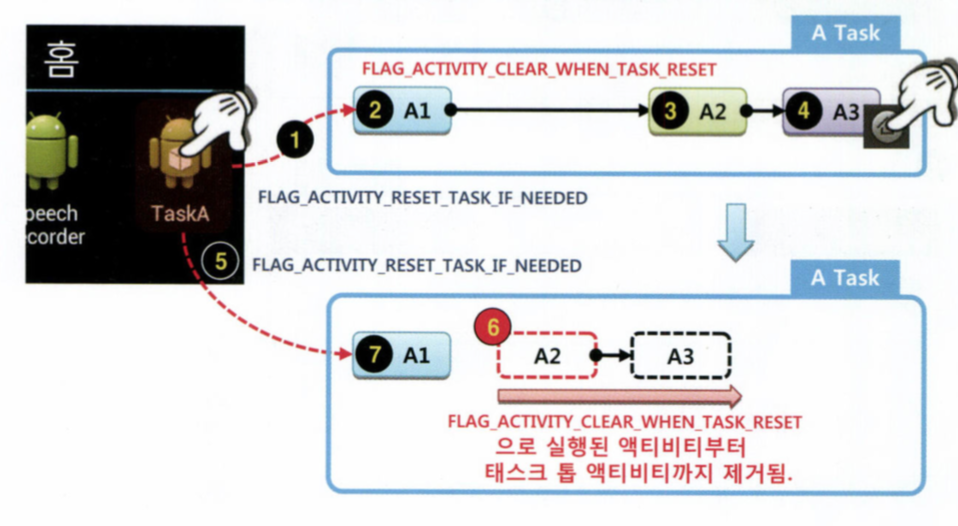 홈
A Task
FLAG_ACTIVITY_CLEAR_WHEN_TASK_RESET
2 A1
3 A2
4 A3
1
peech
ecorder
TaskA
FLAG_ACTIVITY_RESET_TASK_IF_NEEDED
5 FLAG_ACTIVITY_RESET_TASK_IF_NEEDED
A Task
6
7 A1
A2
A3
FLAG_ACTIVITY_CLEAR_WHEN_TASK_RESET
으로 실행된 액티비티부터
태스크 톱 액티비티까지 제거됨.